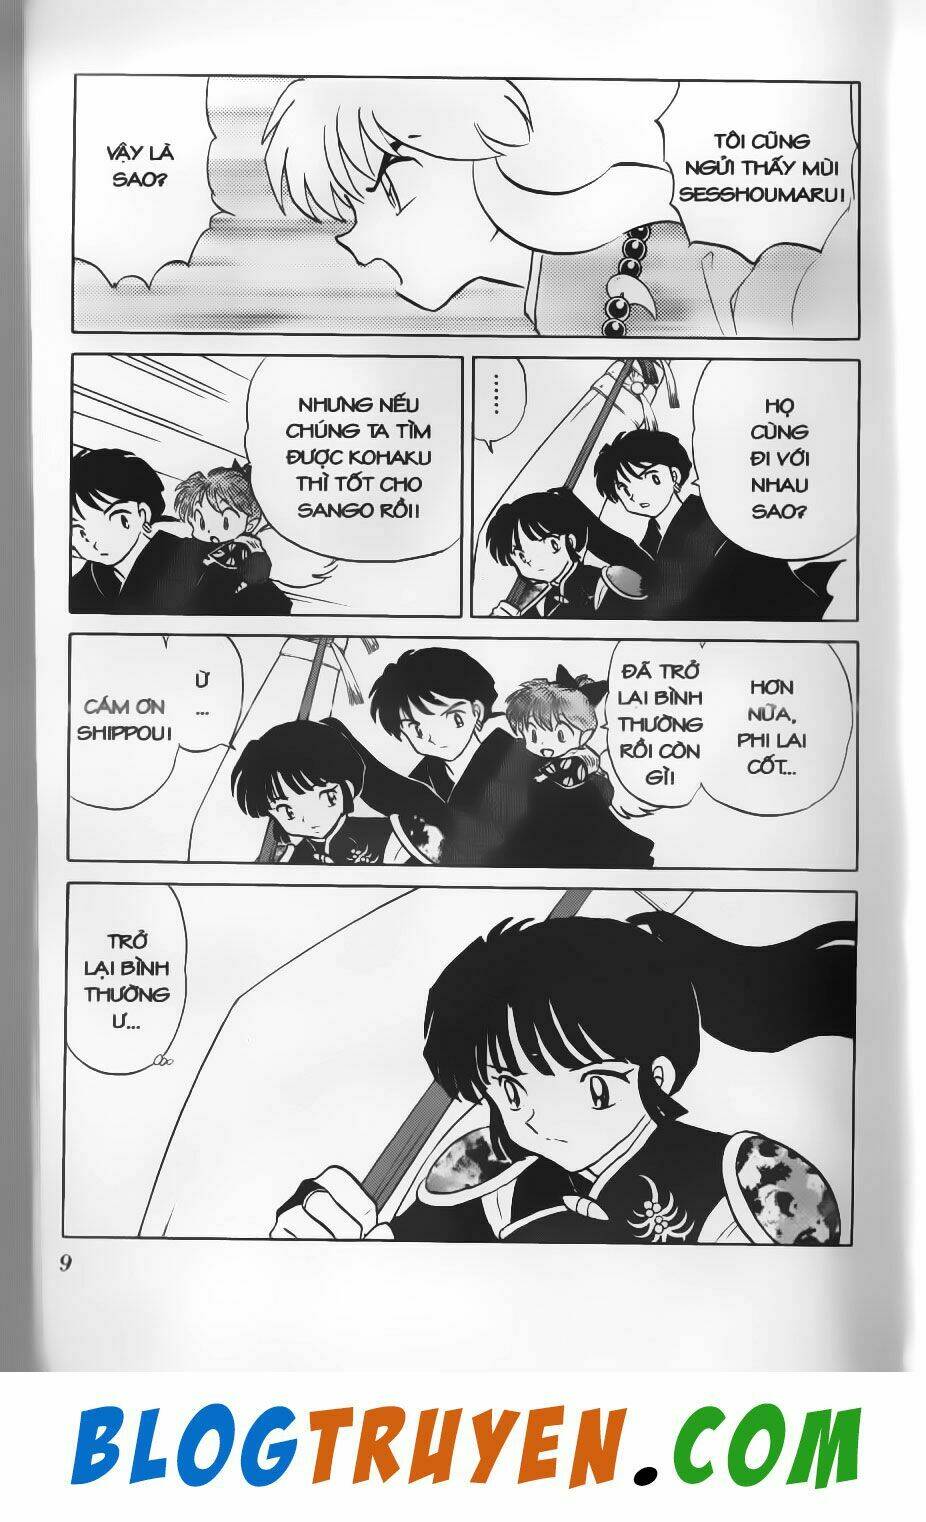 TÔI CŨNG
NGỬI THẤY MÙI
SESSHOUMARU!
VẬY LÀ
SAO?
HỌ
CÙNG
ĐI VỚI
NHAU
SAO?
......
NHƯNG NẾU
CHÚNG TA TÌM
ĐƯỢC KOHAKU
THÌ TỐT CHO
SANGO RỒI!
HƠN
NỮA,
PHI LAI
CỐT...
ĐÃ TRỞ
LẠI BÌNH
THƯỜNG
RỒI CÒN
GÌ!
Ừ
...
CÁM ƠN
SHIPPOU!
TRỞ
LẠI BÌNH
THƯỜNG
Ư...
9
BLOGTRUYEN.COM